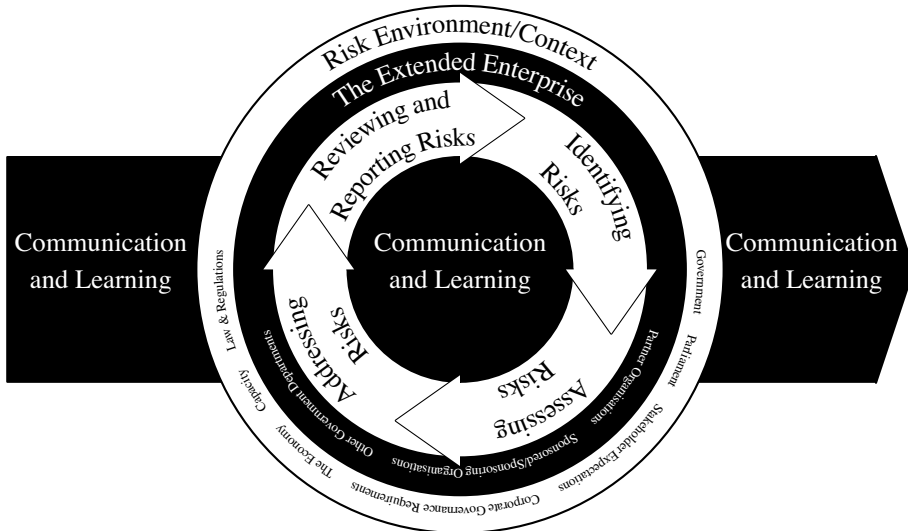 Risk Environment/Context
The Extended Enterprise
Reviewing and
Reporting Risks
Identifying
Risks
Assessing
Risks
Addressing
Risks
Communication
and Learning
Communication
and Learning
Communication
and Learning
Government
Parliament
Stakeholder Expectations
Corporate Governance Requirements
The Economy
Capacity
Law & Regulations
Partner Organisations
Sponsored/Sponsoring Organisations
Other Government Departments